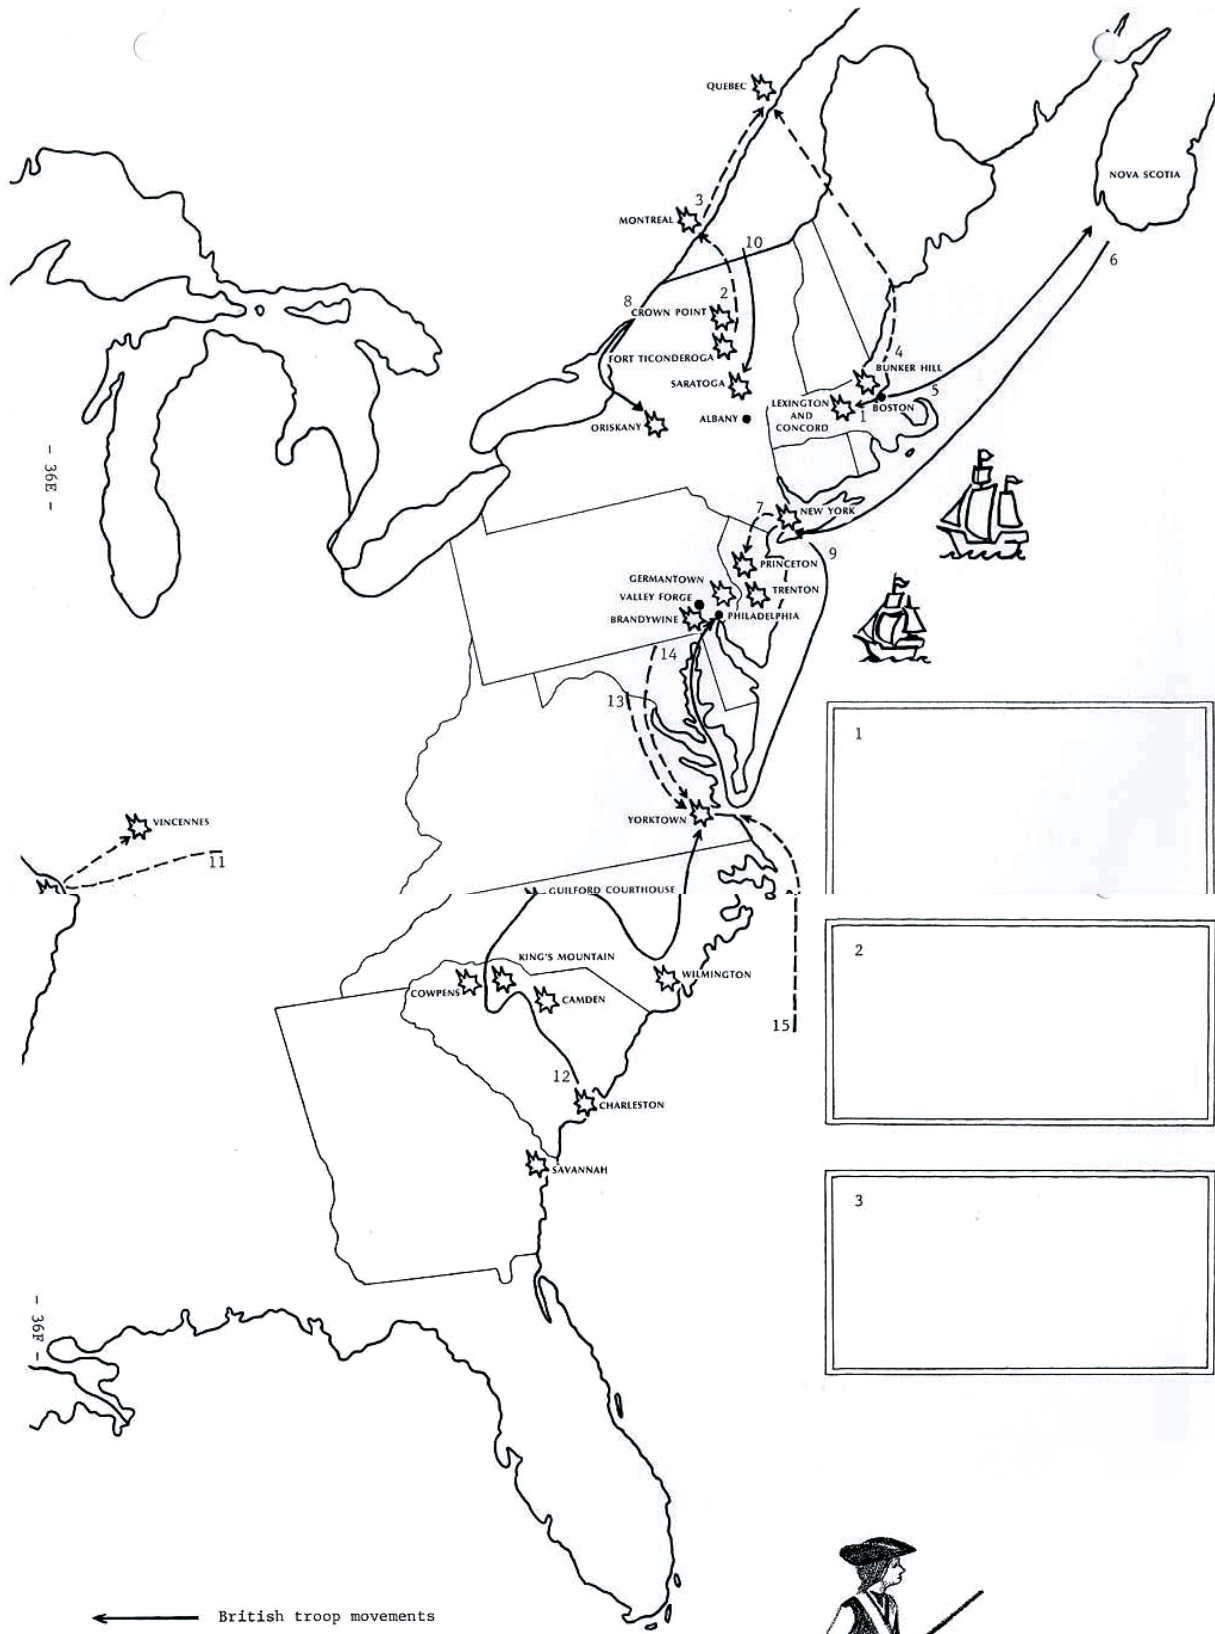 QUEBEC
NOVA SCOTIA
3
MONTREAL
10
6
2
8
CROWN POINT
FORT TICONDEROGA
4
BUNKER HILL
SARATOGA
5
LEXINGTON
AND
CONCORD
1
BOSTON
ALBANY
ORISKANY
- 36E -
7
NEW YORK
9
PRINCETON
GERMANTOWN
TRENTON
VALLEY FORGE
BRANDYWINE
PHILADELPHIA
14
13
1
YORKTOWN
VINCENNES
11
GUILFORD COURTHOUSE
2
KING'S MOUNTAIN
WILMINGTON
COWPENS
CAMDEN
15
12
CHARLESTON
SAVANNAH
3
- 36F -
British troop movements